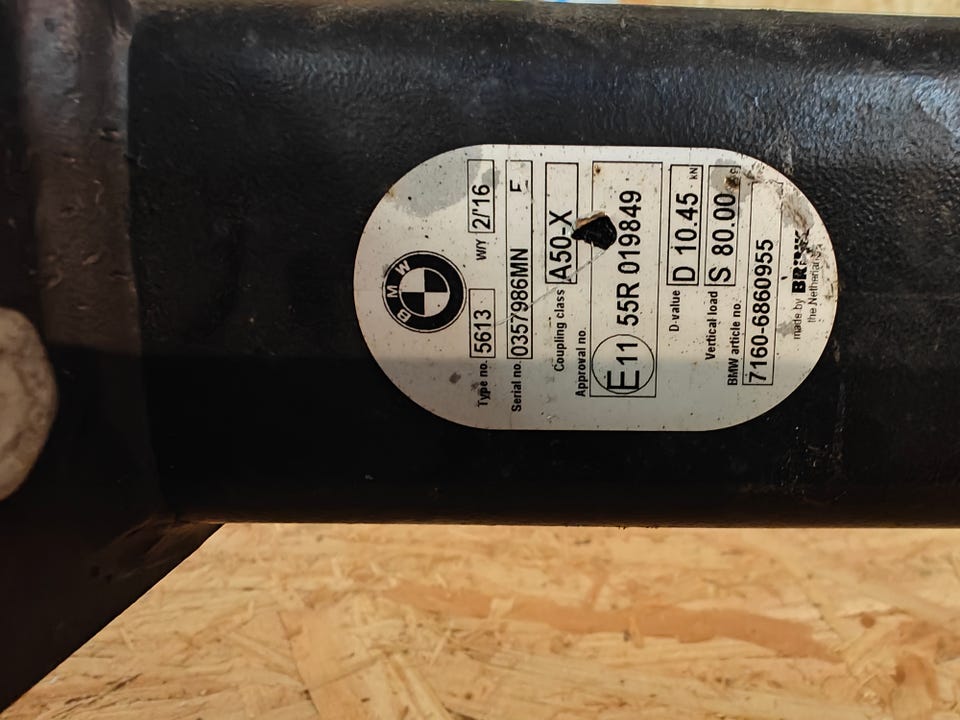 BMW
Type no. 5613 W/Y 2/'16
Serial no. 0357986MN F
Coupling class A50-X
Approval no.
E11 55R 019849
D-value D 10.45 kN
Vertical load S 80.00
BMW article no.
7160-6860955
made by BRINK
the Netherlands